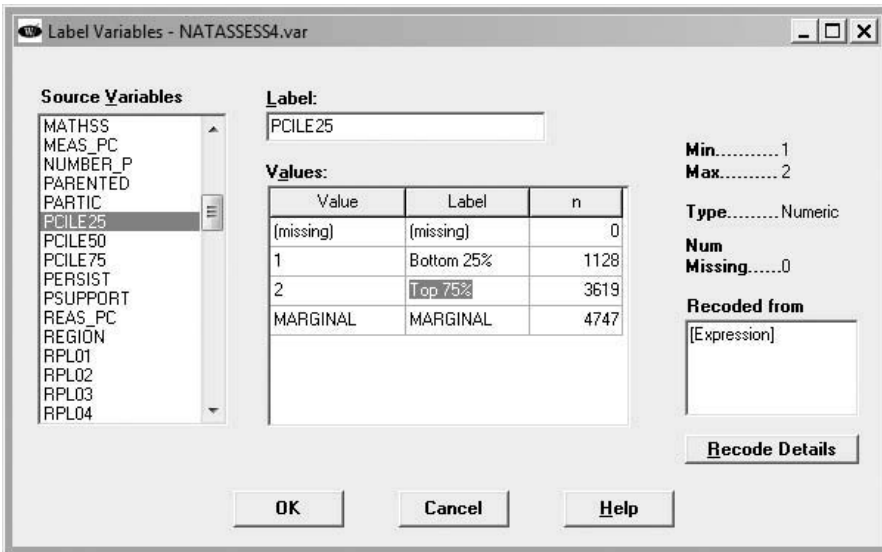 Label Variables - NATASSESS4.var
Source Variables
MATHSS
MEAS_PC
NUMBER_P
PARENTED
PARTIC
PCILE25
PCILE50
PCILE75
PERSIST
PSUPPORT
REAS_PC
REGION
RPL01
RPL02
RPL03
RPL04
Label:
PCILE25
Values:
Value Label n
(missing) (missing) 0
1 Bottom 25% 1128
2 Top 75% 3619
MARGINAL MARGINAL 4747
Min...........1
Max..........2
Type.........Numeric
Num
Missing......0
Recoded from
[Expression]
Recode Details
OK Cancel Help